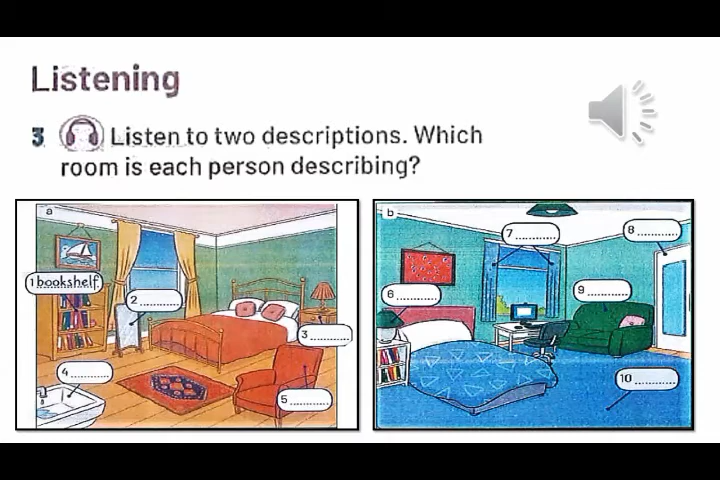 Listening
3 Listen to two descriptions. Which
room is each person describing?
a
1 bookshelf
2 ............
3 ............
4 ............
5 ............
b
6 ............
7 ............
8 ............
9 ............
10 ............